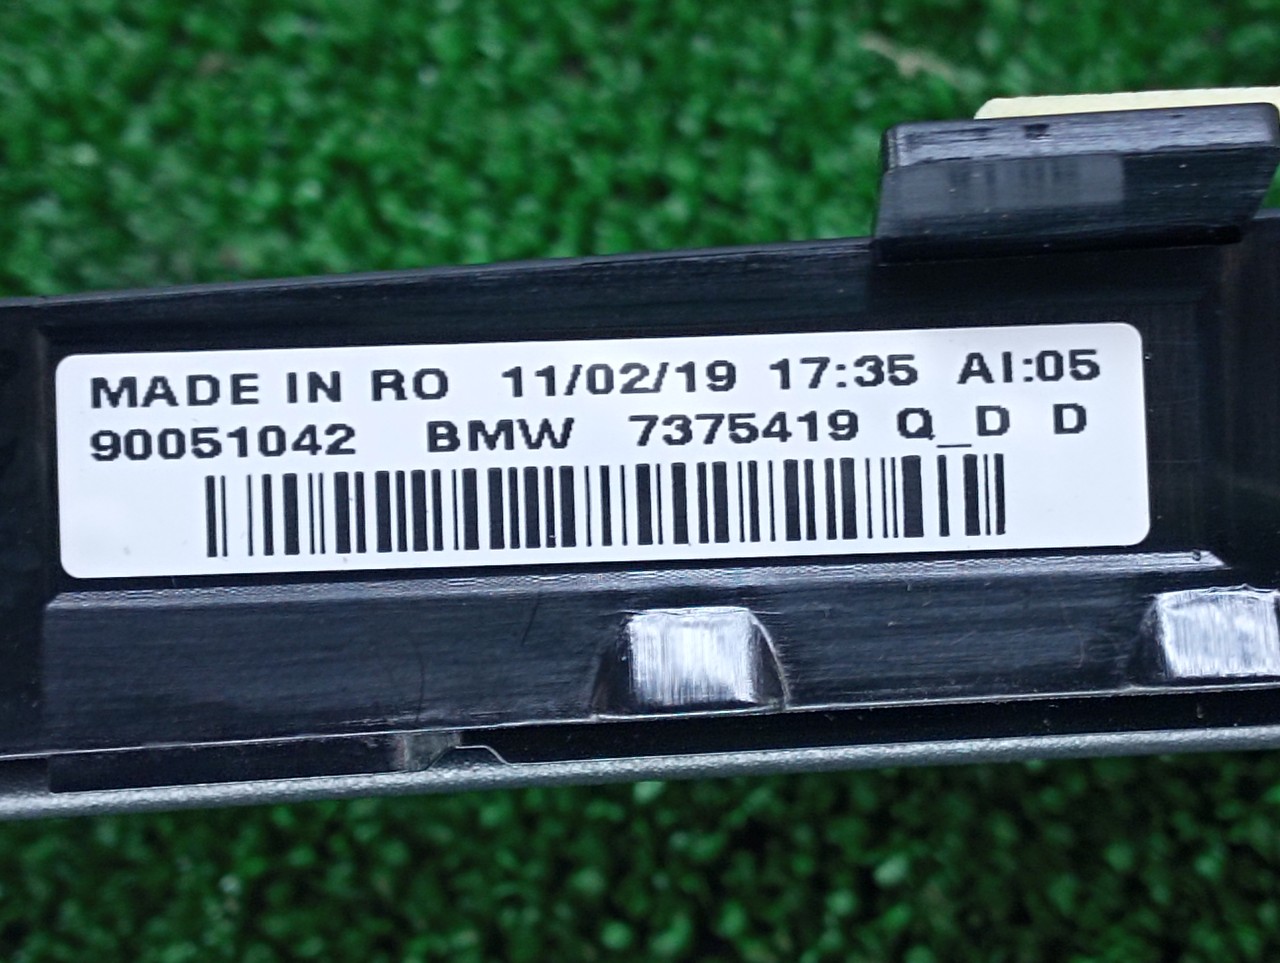 MADE IN RO 11/02/19 17:35 AI:05
90051042 BMW 7375419 Q_D D